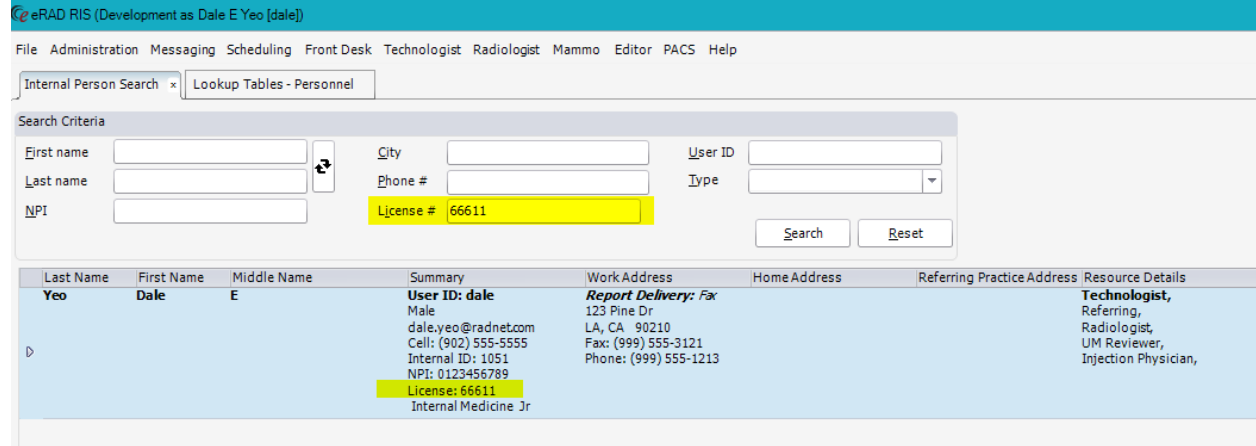 eRAD RIS (Development as Dale E Yeo [dale])
File Administration Messaging Scheduling Front Desk Technologist Radiologist Mammo Editor PACS Help
Internal Person Search × Lookup Tables - Personnel
Search Criteria
First name City User ID
Last name Phone # Type
NPI License # 66611
Search Reset
Last Name First Name Middle Name Summary Work Address Home Address Referring Practice Address Resource Details
Yeo Dale E User ID: dale Report Delivery: Fax Technologist,
Male 123 Pine Dr Referring,
dale.yeo@radnet.com LA, CA 90210 Radiologist,
Cell: (902) 555-5555 Fax: (999) 555-3121 UM Reviewer,
Internal ID: 1051 Phone: (999) 555-1213 Injection Physician,
NPI: 0123456789
License: 66611
Internal Medicine Jr